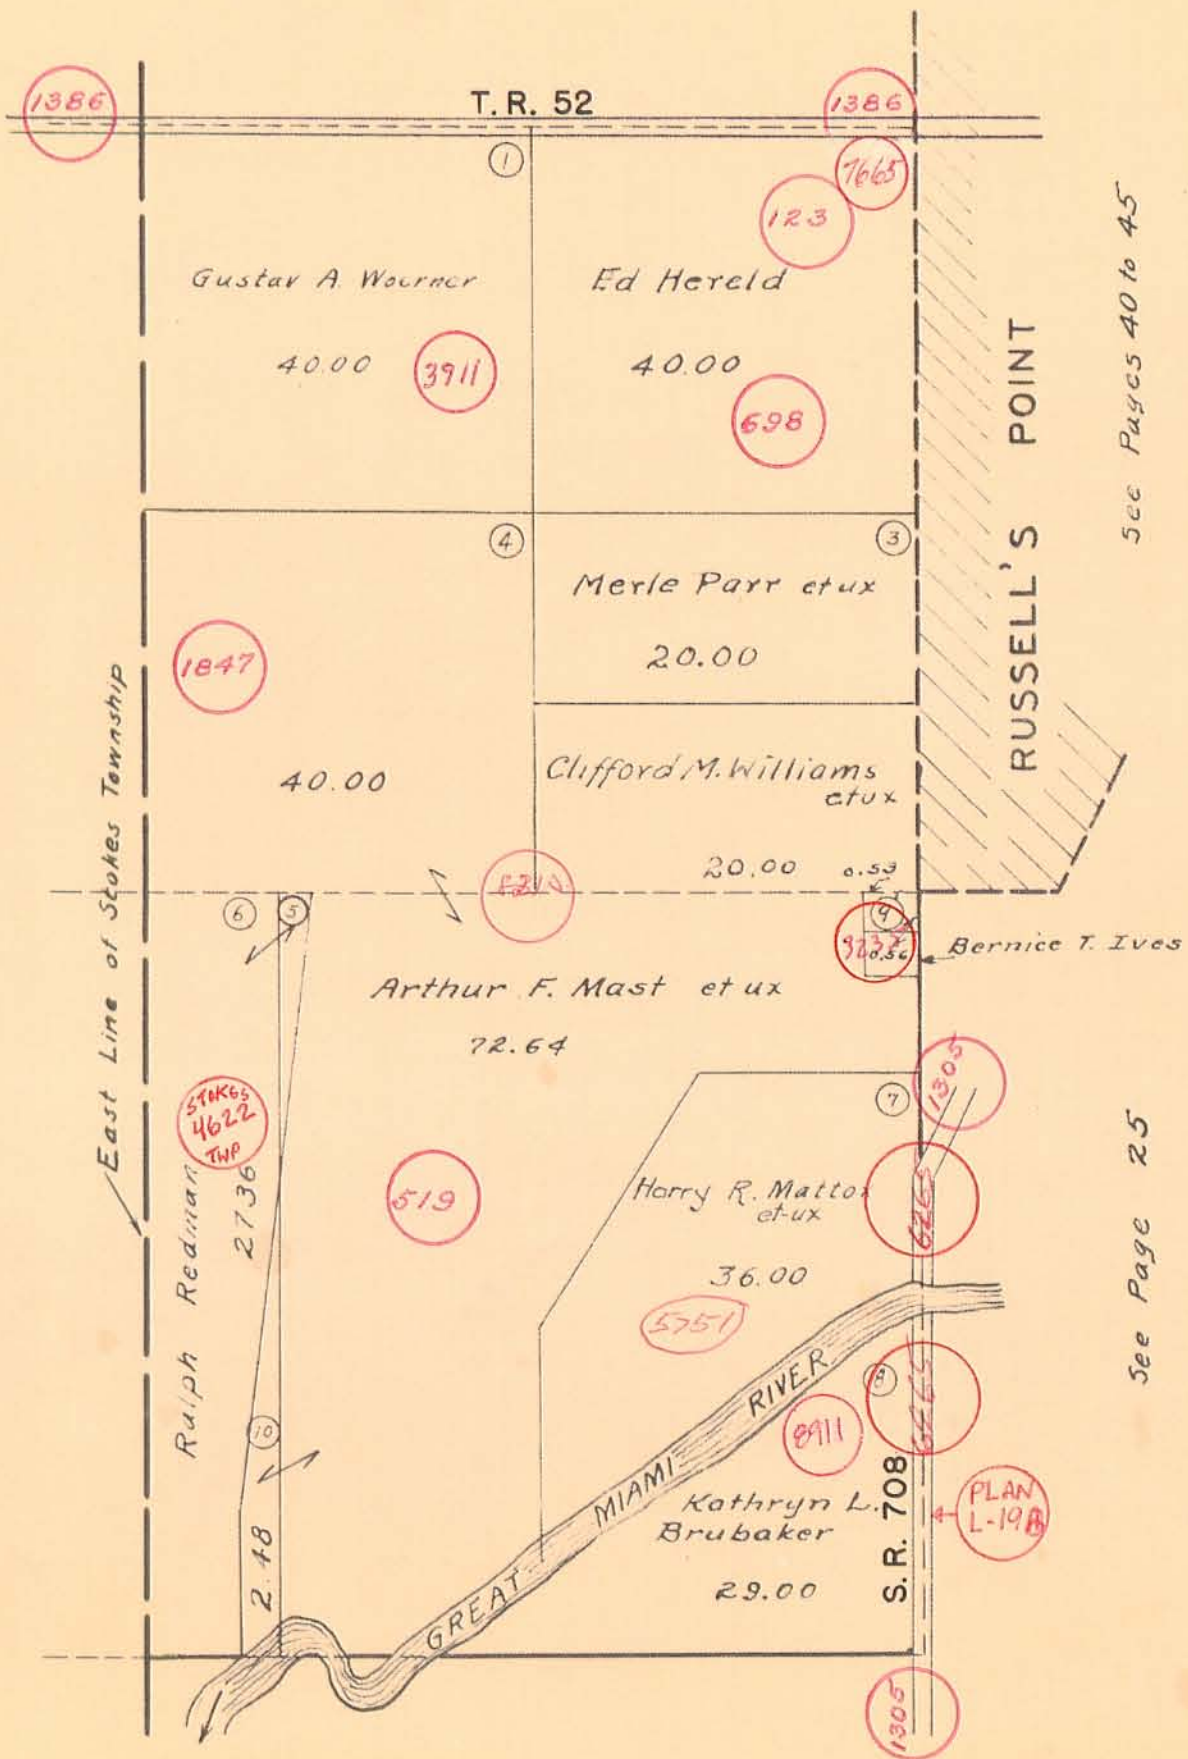 T.R. 52
1386
1386
1
7665
123
Gustav A. Woerner
40.00
3911
Ed Hereld
40.00
698
RUSSELL'S POINT
See Pages 40 to 45
4
3
Merle Parr et ux
20.00
1847
40.00
Clifford M. Williams
et ux
20.00
0.53
East Line of Stokes Township
6
5
9
0.56
Bernice T. Ives
Arthur F. Mast et ux
72.64
STOKES
4622
TWP
Ralph Redman
2736
519
1305
7
Harry R. Mattox
et-ux
36.00
5751
6265
See Page 25
GREAT MIAMI RIVER
8
8911
S.R. 708
Kathryn L.
Brubaker
29.00
PLAN
10
2.48
1305